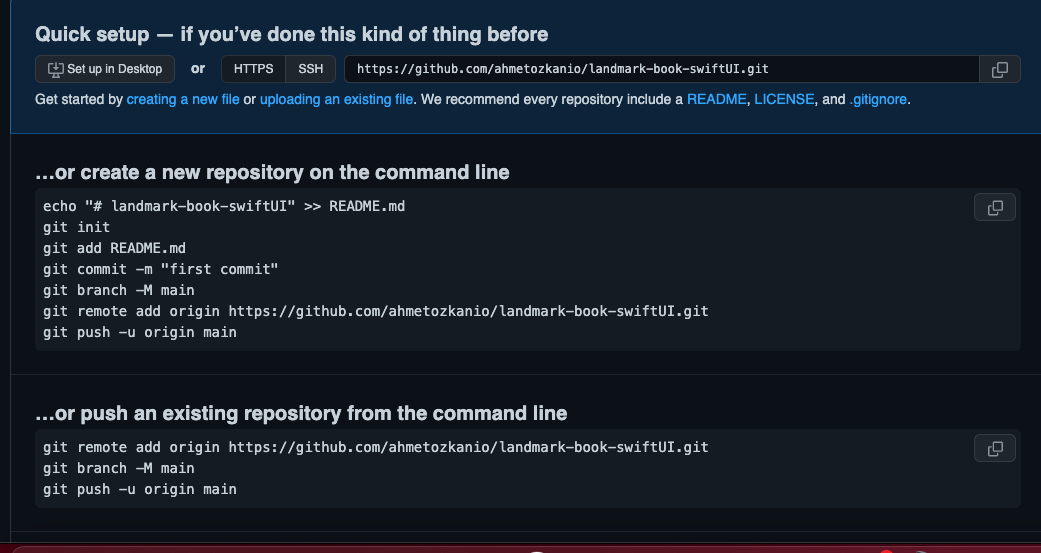 Quick setup — if you’ve done this kind of thing before
Set up in Desktop or HTTPS SSH https://github.com/ahmetozkanio/landmark-book-swiftUI.git
Get started by creating a new file or uploading an existing file. We recommend every repository include a README, LICENSE, and .gitignore.
…or create a new repository on the command line
echo "# landmark-book-swiftUI" >> README.md
git init
git add README.md
git commit -m "first commit"
git branch -M main
git remote add origin https://github.com/ahmetozkanio/landmark-book-swiftUI.git
git push -u origin main
…or push an existing repository from the command line
git remote add origin https://github.com/ahmetozkanio/landmark-book-swiftUI.git
git branch -M main
git push -u origin main